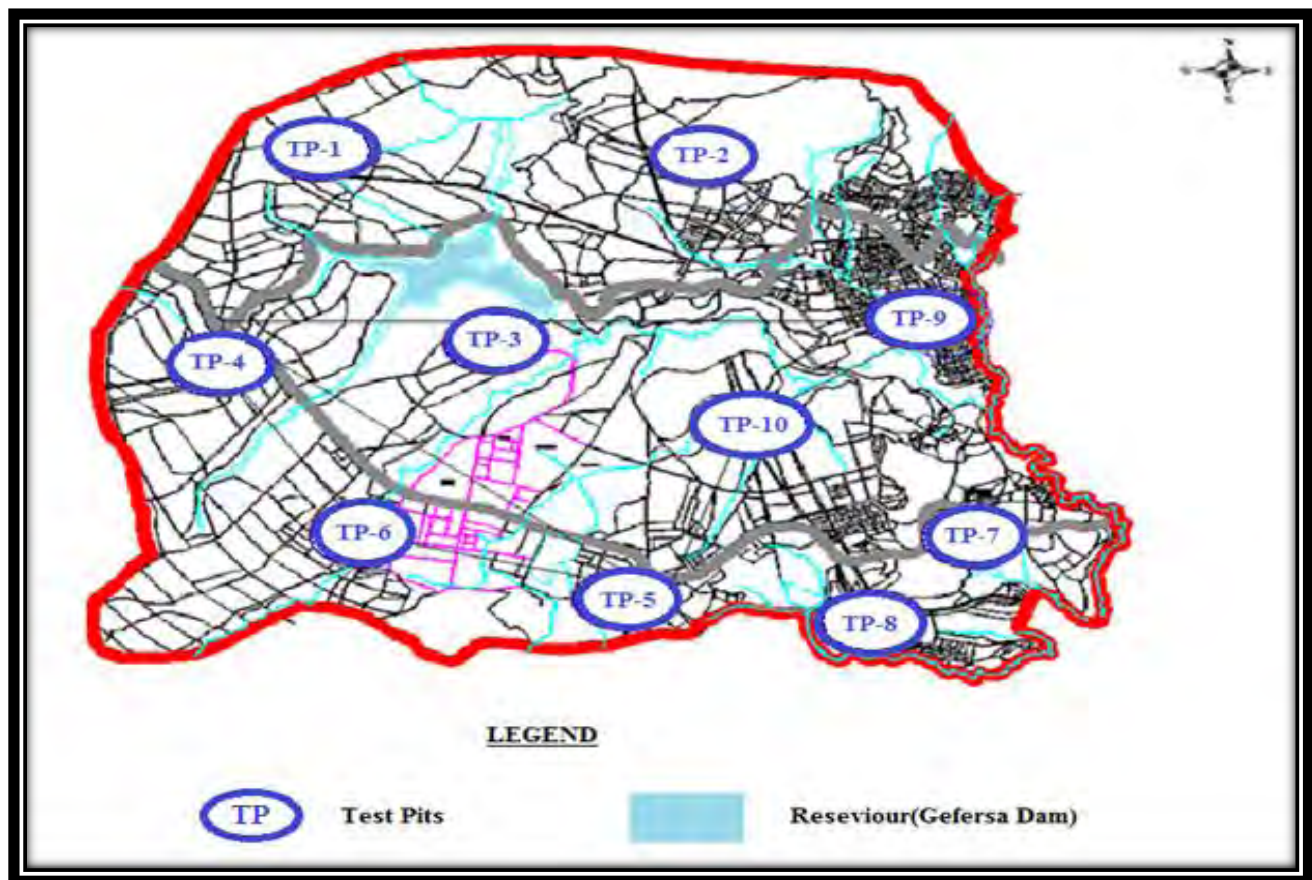 N
E
S
TP-1
TP-2
TP-9
TP-3
TP-4
TP-10
TP-6
TP-7
TP-5
TP-8
LEGEND
TP Test Pits Reseviour(Gefersa Dam)